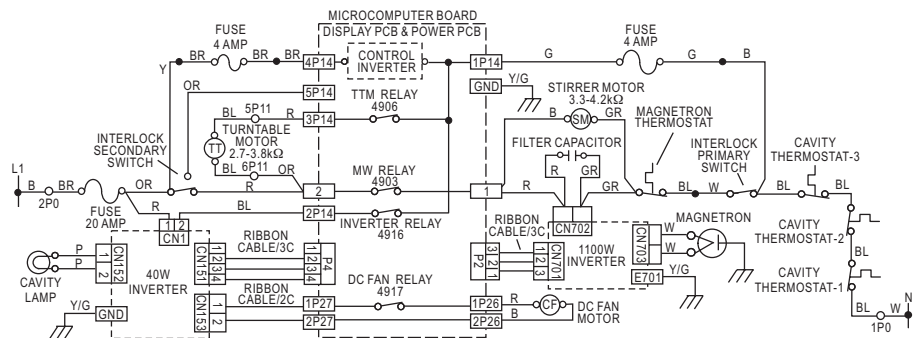 MICROCOMPUTER BOARD
DISPLAY PCB & POWER PCB
FUSE
4 AMP
BR
BR
BR
4P14
CONTROL
INVERTER
1P14
G
FUSE
4 AMP
G
B
Y
OR
5P14
GND
Y/G
STIRRER MOTOR
3.3-4.2kΩ
TTM RELAY
4906
BL
5P11
R
3P14
B
SM
GR
MAGNETRON
THERMOSTAT
INTERLOCK
SECONDARY
SWITCH
TT
TURNTABLE
MOTOR
2.7-3.8kΩ
BL
6P11
OR
FILTER CAPACITOR
R
GR
INTERLOCK
PRIMARY
SWITCH
CAVITY
THERMOSTAT-3
L1
B
2P0
BR
FUSE
20 AMP
OR
R
2
MW RELAY
4903
1
R
GR
BL
W
BL
BL
R
BL
2P14
INVERTER RELAY
4916
CN702
1 2
CN1
RIBBON
CABLE/3C
RIBBON
CABLE/3C
1100W
INVERTER
CN703
W
W
MAGNETRON
CAVITY
THERMOSTAT-2
CAVITY
LAMP
P
P
1
2
CN152
40W
INVERTER
CN151
1
2
3
4
1
2
3
4
P4
P2
3
2
1
CN701
1
2
3
E701
Y/G
BL
CAVITY
THERMOSTAT-1
Y/G
GND
CN153
1
2
RIBBON
CABLE/2C
1P27
2P27
DC FAN RELAY
4917
1P26
2P26
R
B
CF
DC FAN
MOTOR
BL
1P0
W
N